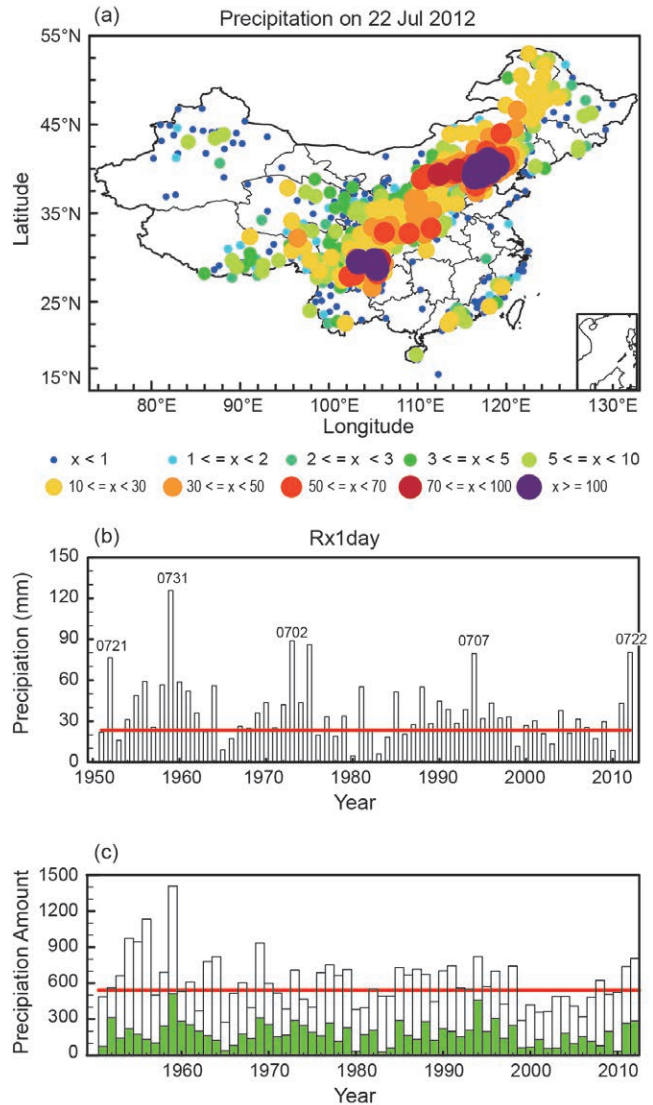 (a) Precipitation on 22 Jul 2012
55°N
45°N
35°N
25°N
15°N
Latitude
80°E 90°E 100°E 110°E 120°E 130°E
Longitude
x < 1 1 <= x < 2 2 <= x < 3 3 <= x < 5 5 <= x < 10
10 <= x < 30 30 <= x < 50 50 <= x < 70 70 <= x < 100 x >= 100
(b) Rx1day
150
120
90
60
30
0
Precipiation (mm)
0721 0731 0702 0707 0722
1950 1960 1970 1980 1990 2000 2010
Year
(c)
1500
1200
900
600
300
0
Precipiation Amount
1960 1970 1980 1990 2000 2010
Year